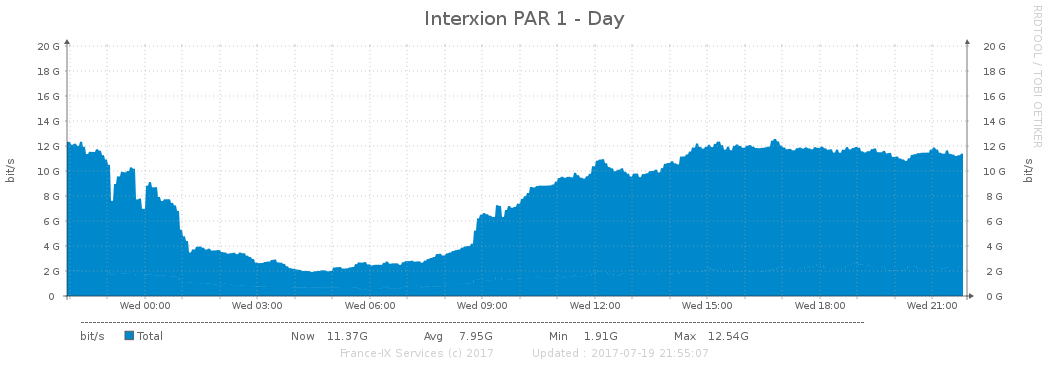 Interxion PAR 1 - Day
RRDTOOL / TOBI OETIKER
bit/s
20 G
18 G
16 G
14 G
12 G
10 G
8 G
6 G
4 G
2 G
0
20 G
18 G
16 G
14 G
12 G
10 G
8 G
6 G
4 G
2 G
0 G
bit/s
Wed 00:00 Wed 03:00 Wed 06:00 Wed 09:00 Wed 12:00 Wed 15:00 Wed 18:00 Wed 21:00
bit/s Total Now 11.37G Avg 7.95G Min 1.91G Max 12.54G
France-IX Services (c) 2017 Updated : 2017-07-19 21:55:07